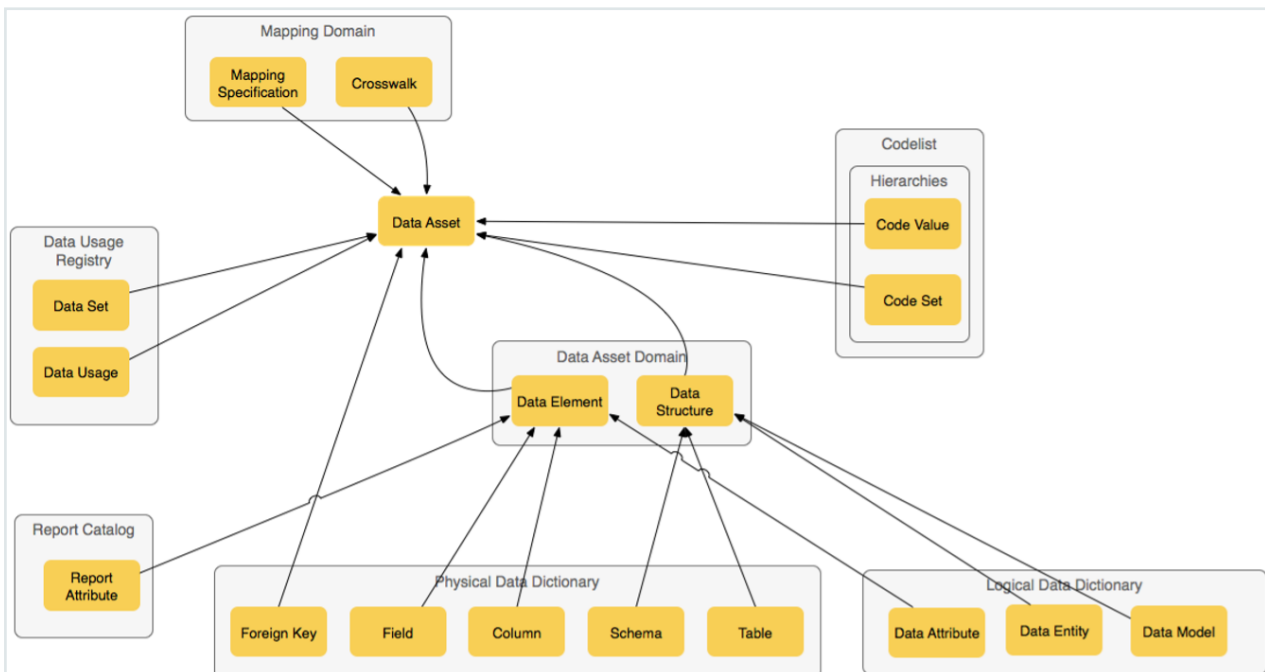 Mapping Domain
Mapping
Specification
Crosswalk
Codelist
Hierarchies
Code Value
Code Set
Data Asset
Data Usage
Registry
Data Set
Data Usage
Data Asset Domain
Data Element
Data
Structure
Report Catalog
Report
Attribute
Physical Data Dictionary
Foreign Key
Field
Column
Schema
Table
Logical Data Dictionary
Data Attribute
Data Entity
Data Model